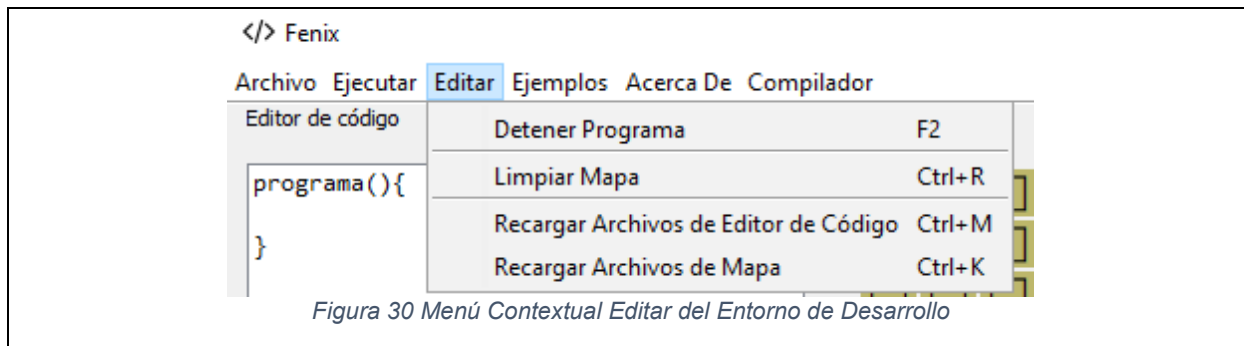 </> Fenix
Archivo Ejecutar Editar Ejemplos Acerca De Compilador
Editor de código
Detener Programa F2
programa(){
Limpiar Mapa Ctrl+R
Recargar Archivos de Editor de Código Ctrl+M
}
Recargar Archivos de Mapa Ctrl+K
Figura 30 Menú Contextual Editar del Entorno de Desarrollo